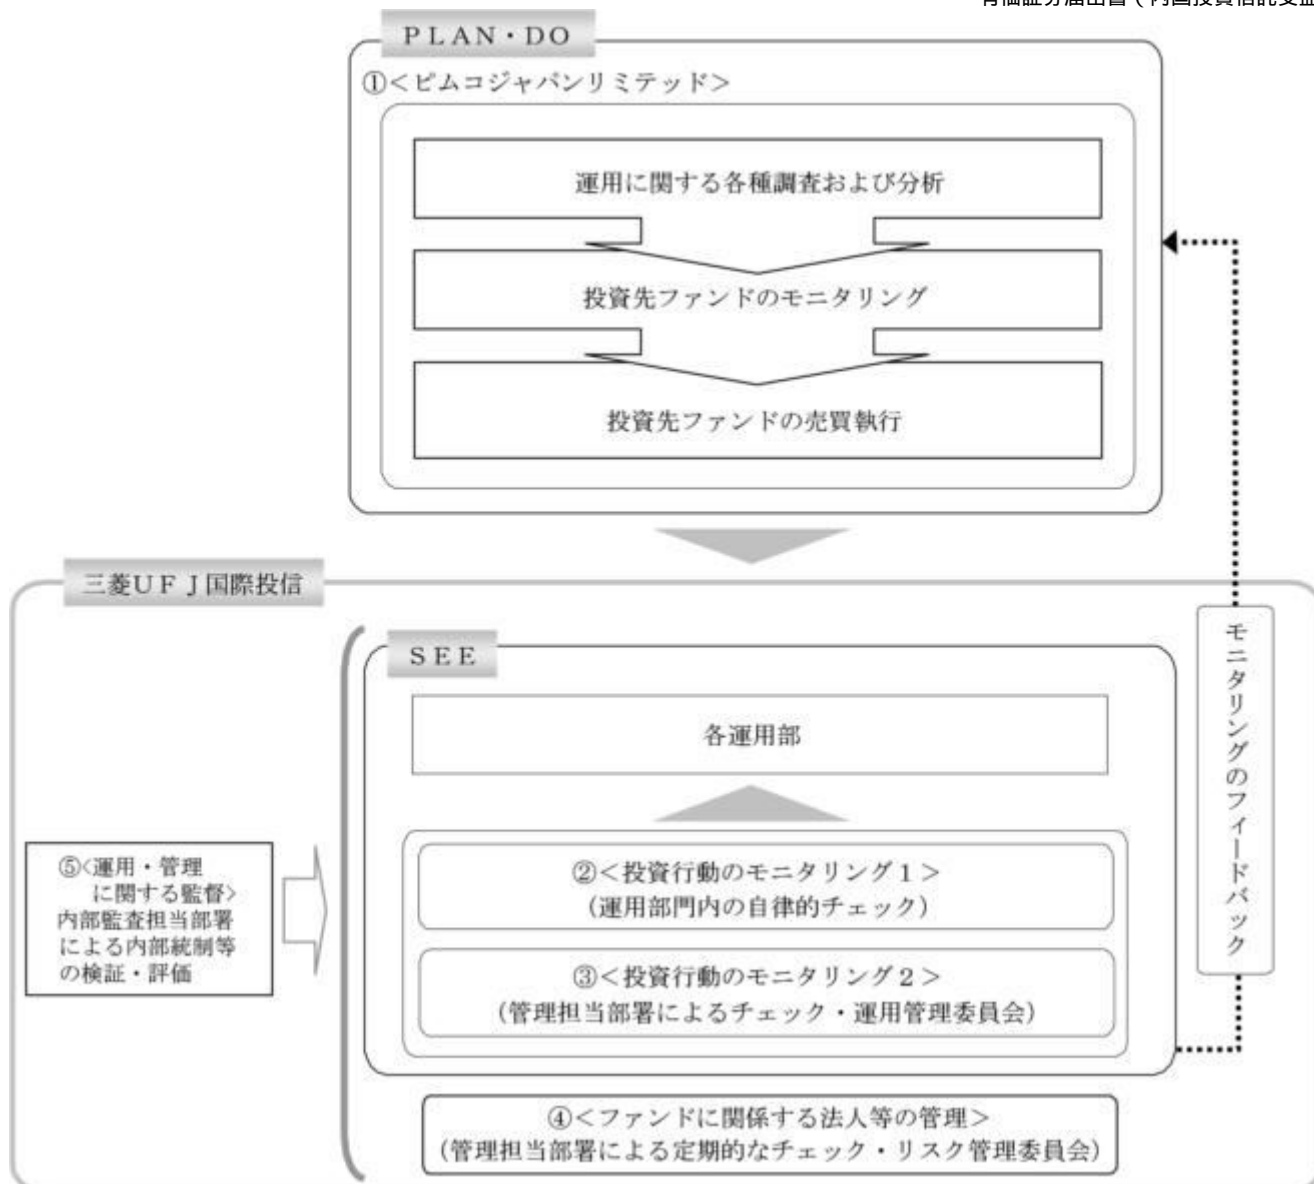 ＰＬＡＮ・ＤＯ
①＜ピムコジャパンリミテッド＞
運用に関する各種調査および分析
投資先ファンドのモニタリング
投資先ファンドの売買執行
三菱ＵＦＪ国際投信
ＳＥＥ
各運用部
②＜投資行動のモニタリング１＞
（運用部門内の自律的チェック）
③＜投資行動のモニタリング２＞
（管理担当部署によるチェック・運用管理委員会）
④＜ファンドに関係する法人等の管理＞
（管理担当部署による定期的なチェック・リスク管理委員会）
⑤＜運用・管理
に関する監督＞
内部監査担当部署
による内部統制等
の検証・評価
モニタリングのフィードバック